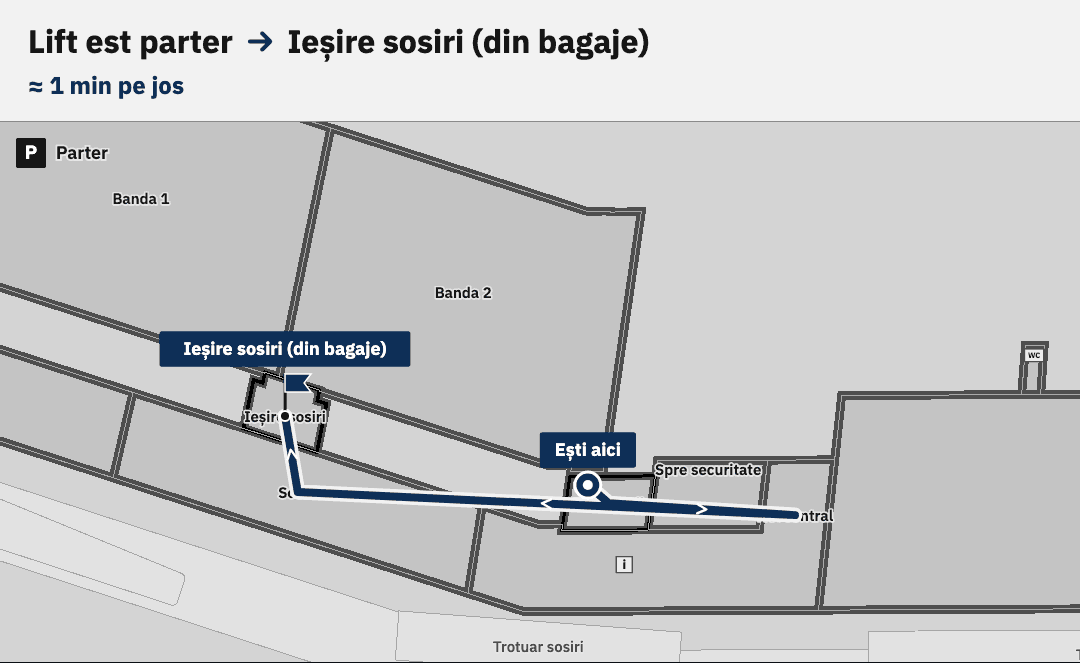 Lift est parter → Ieșire sosiri (din bagaje)
≈ 1 min pe jos
P Parter
Banda 1
Banda 2
Ieșire sosiri (din bagaje)
Ieșire sosiri
Ești aici
Spre securitate
wc
i
Trotuar sosiri